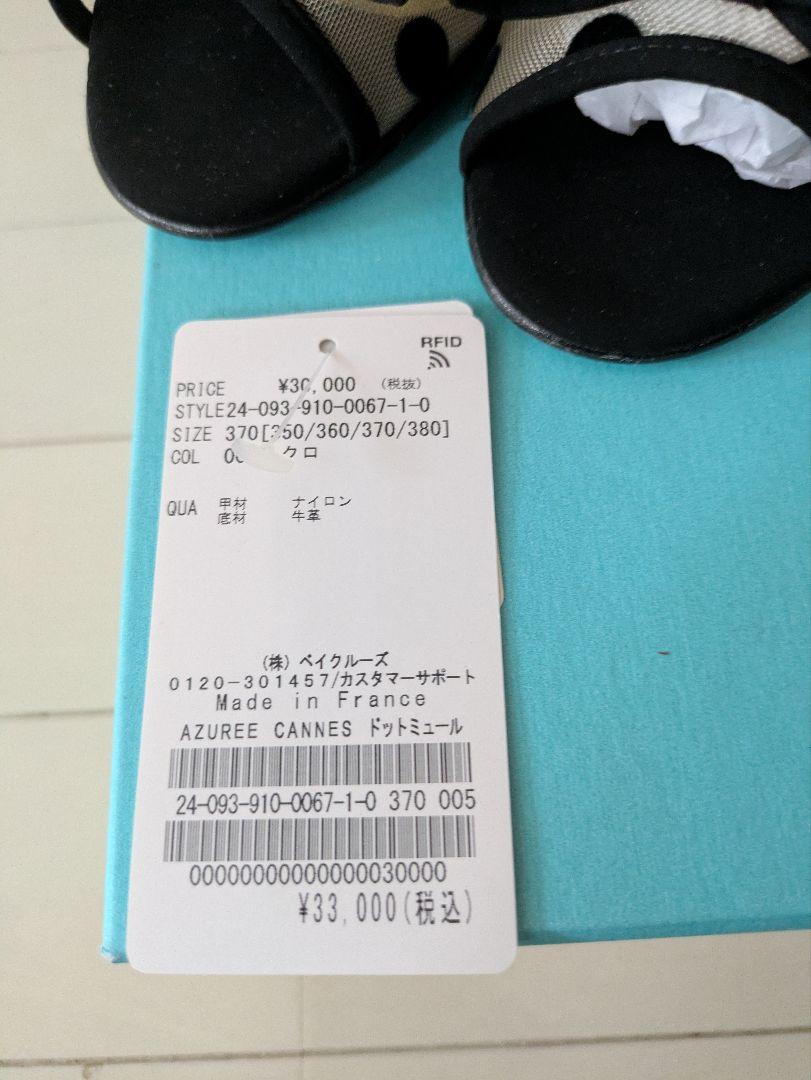 RFID
PRICE ¥30,000 (税抜)
STYLE24-093-910-0067-1-0
SIZE 370[350/360/370/380]
COL クロ
QUA 甲材 ナイロン
底材 牛革
(株) ベイクルーズ
0120-301457/カスタマーサポート
Made in France
AZUREE CANNES ドットミュール
24-093-910-0067-1-0 370 005
00000000000000030000
¥33,000(税込)